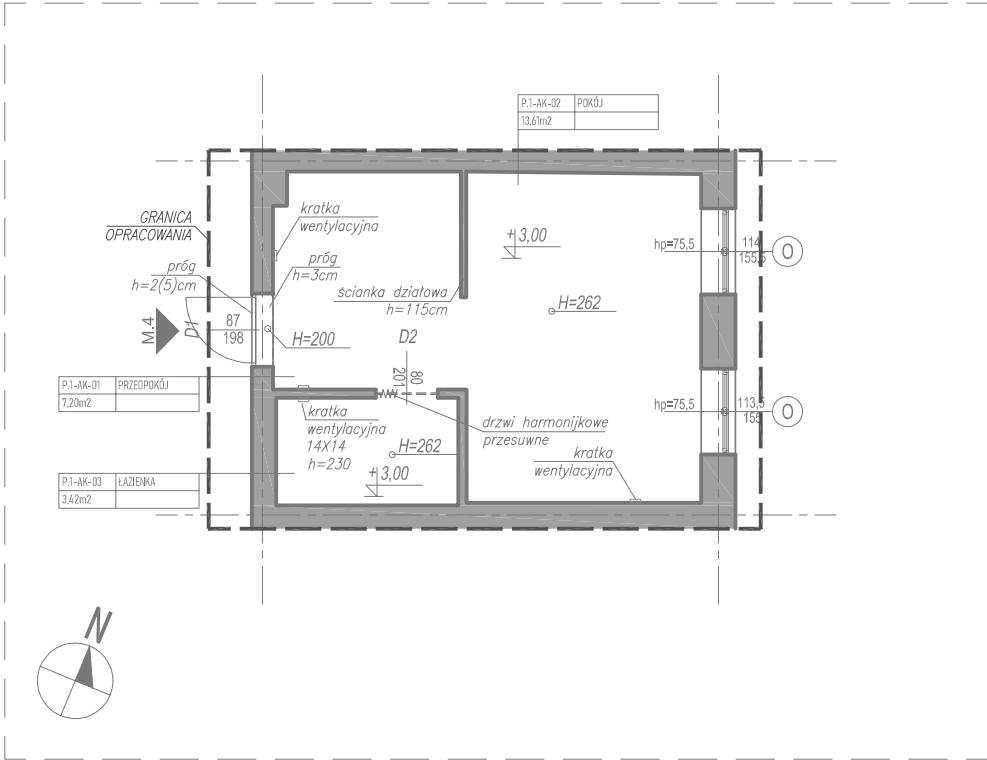 P.1-AK-02 POKÓJ
13,61m2
GRANICA
OPRACOWANIA
kratka
wentylacyjna
+3,00
hp=75,5
114
155,5
O
próg
h=2(5)cm
próg
h=3cm
ścianka działowa
h=115cm
H=262
M.4
D1
87
198
H=200
D2
80
201
P.1-AK-01 PRZEDPOKÓJ
7,20m2
hp=75,5
113,5
155
O
kratka
wentylacyjna
14X14
h=230
drzwi harmonijkowe
przesuwne
H=262
kratka
wentylacyjna
+3,00
P.1-AK-03 ŁAZIENKA
3,42m2
N